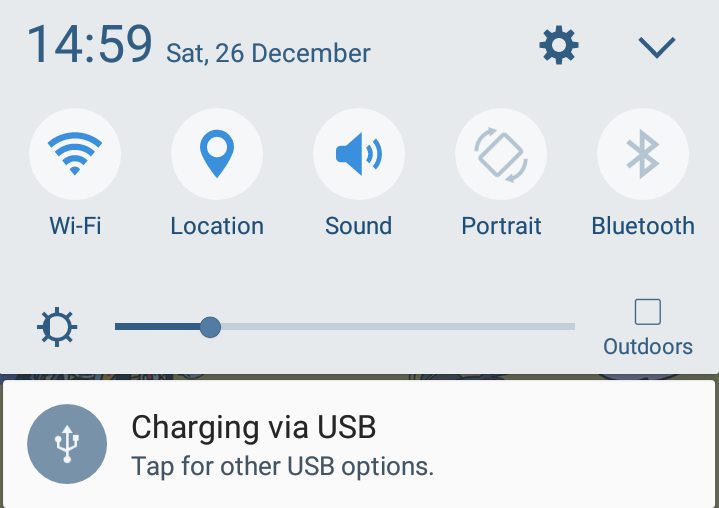 14:59 Sat, 26 December
Wi-Fi Location Sound Portrait Bluetooth
Outdoors
Charging via USB
Tap for other USB options.